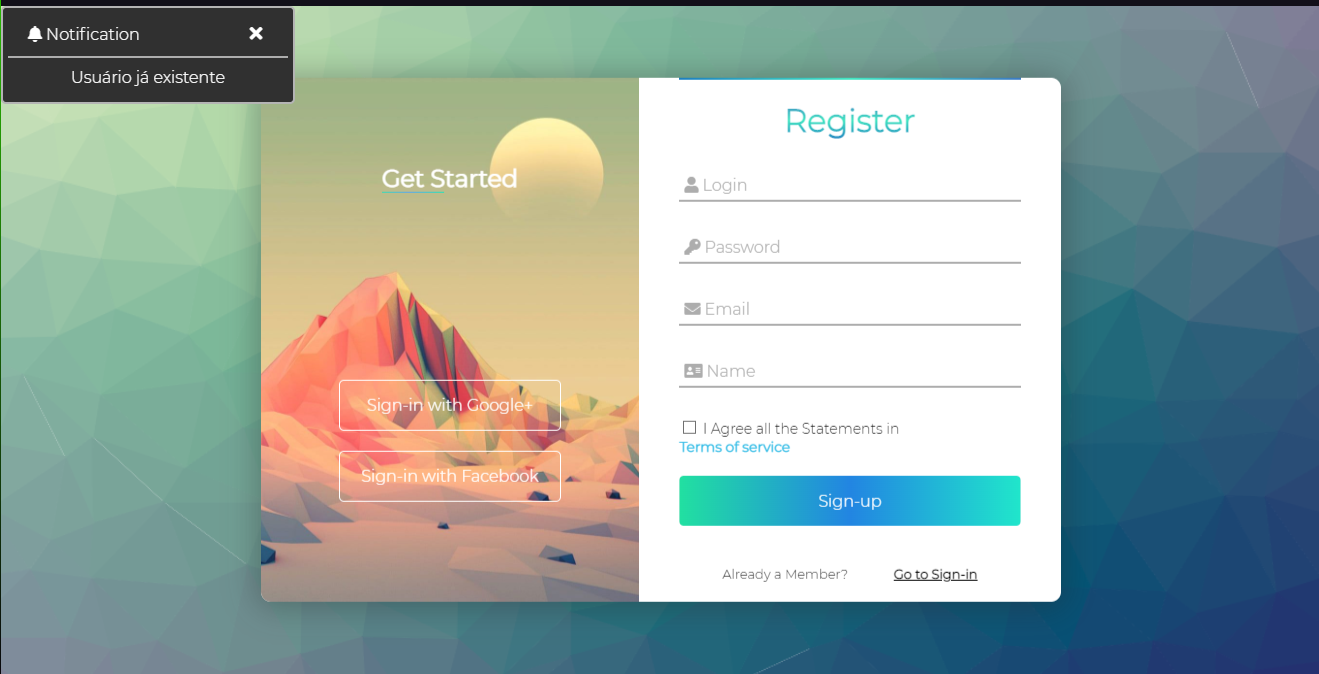 Notification
Usuário já existente
Get Started
Sign-in with Google+
Sign-in with Facebook
Register
Login
Password
Email
Name
I Agree all the Statements in
Terms of service
Sign-up
Already a Member? Go to Sign-in